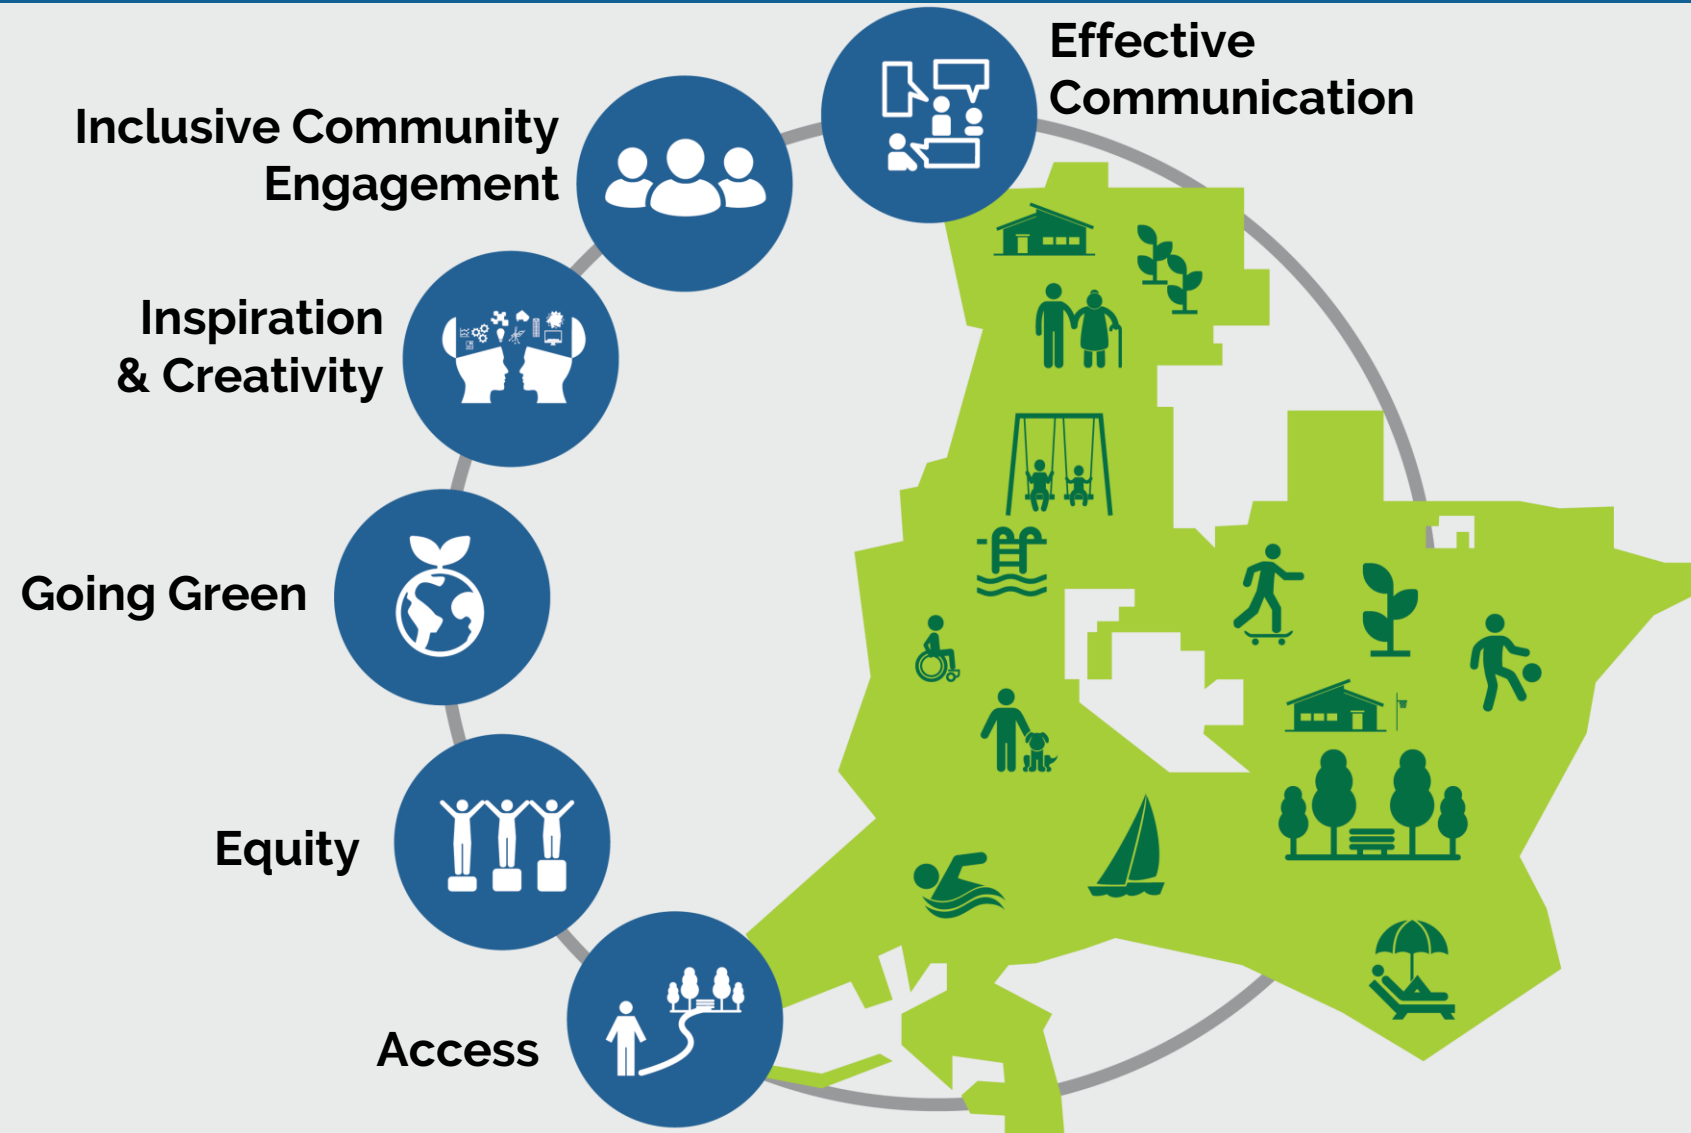 Effective
Communication
Inclusive Community
Engagement
Inspiration
& Creativity
Going Green
Equity
Access